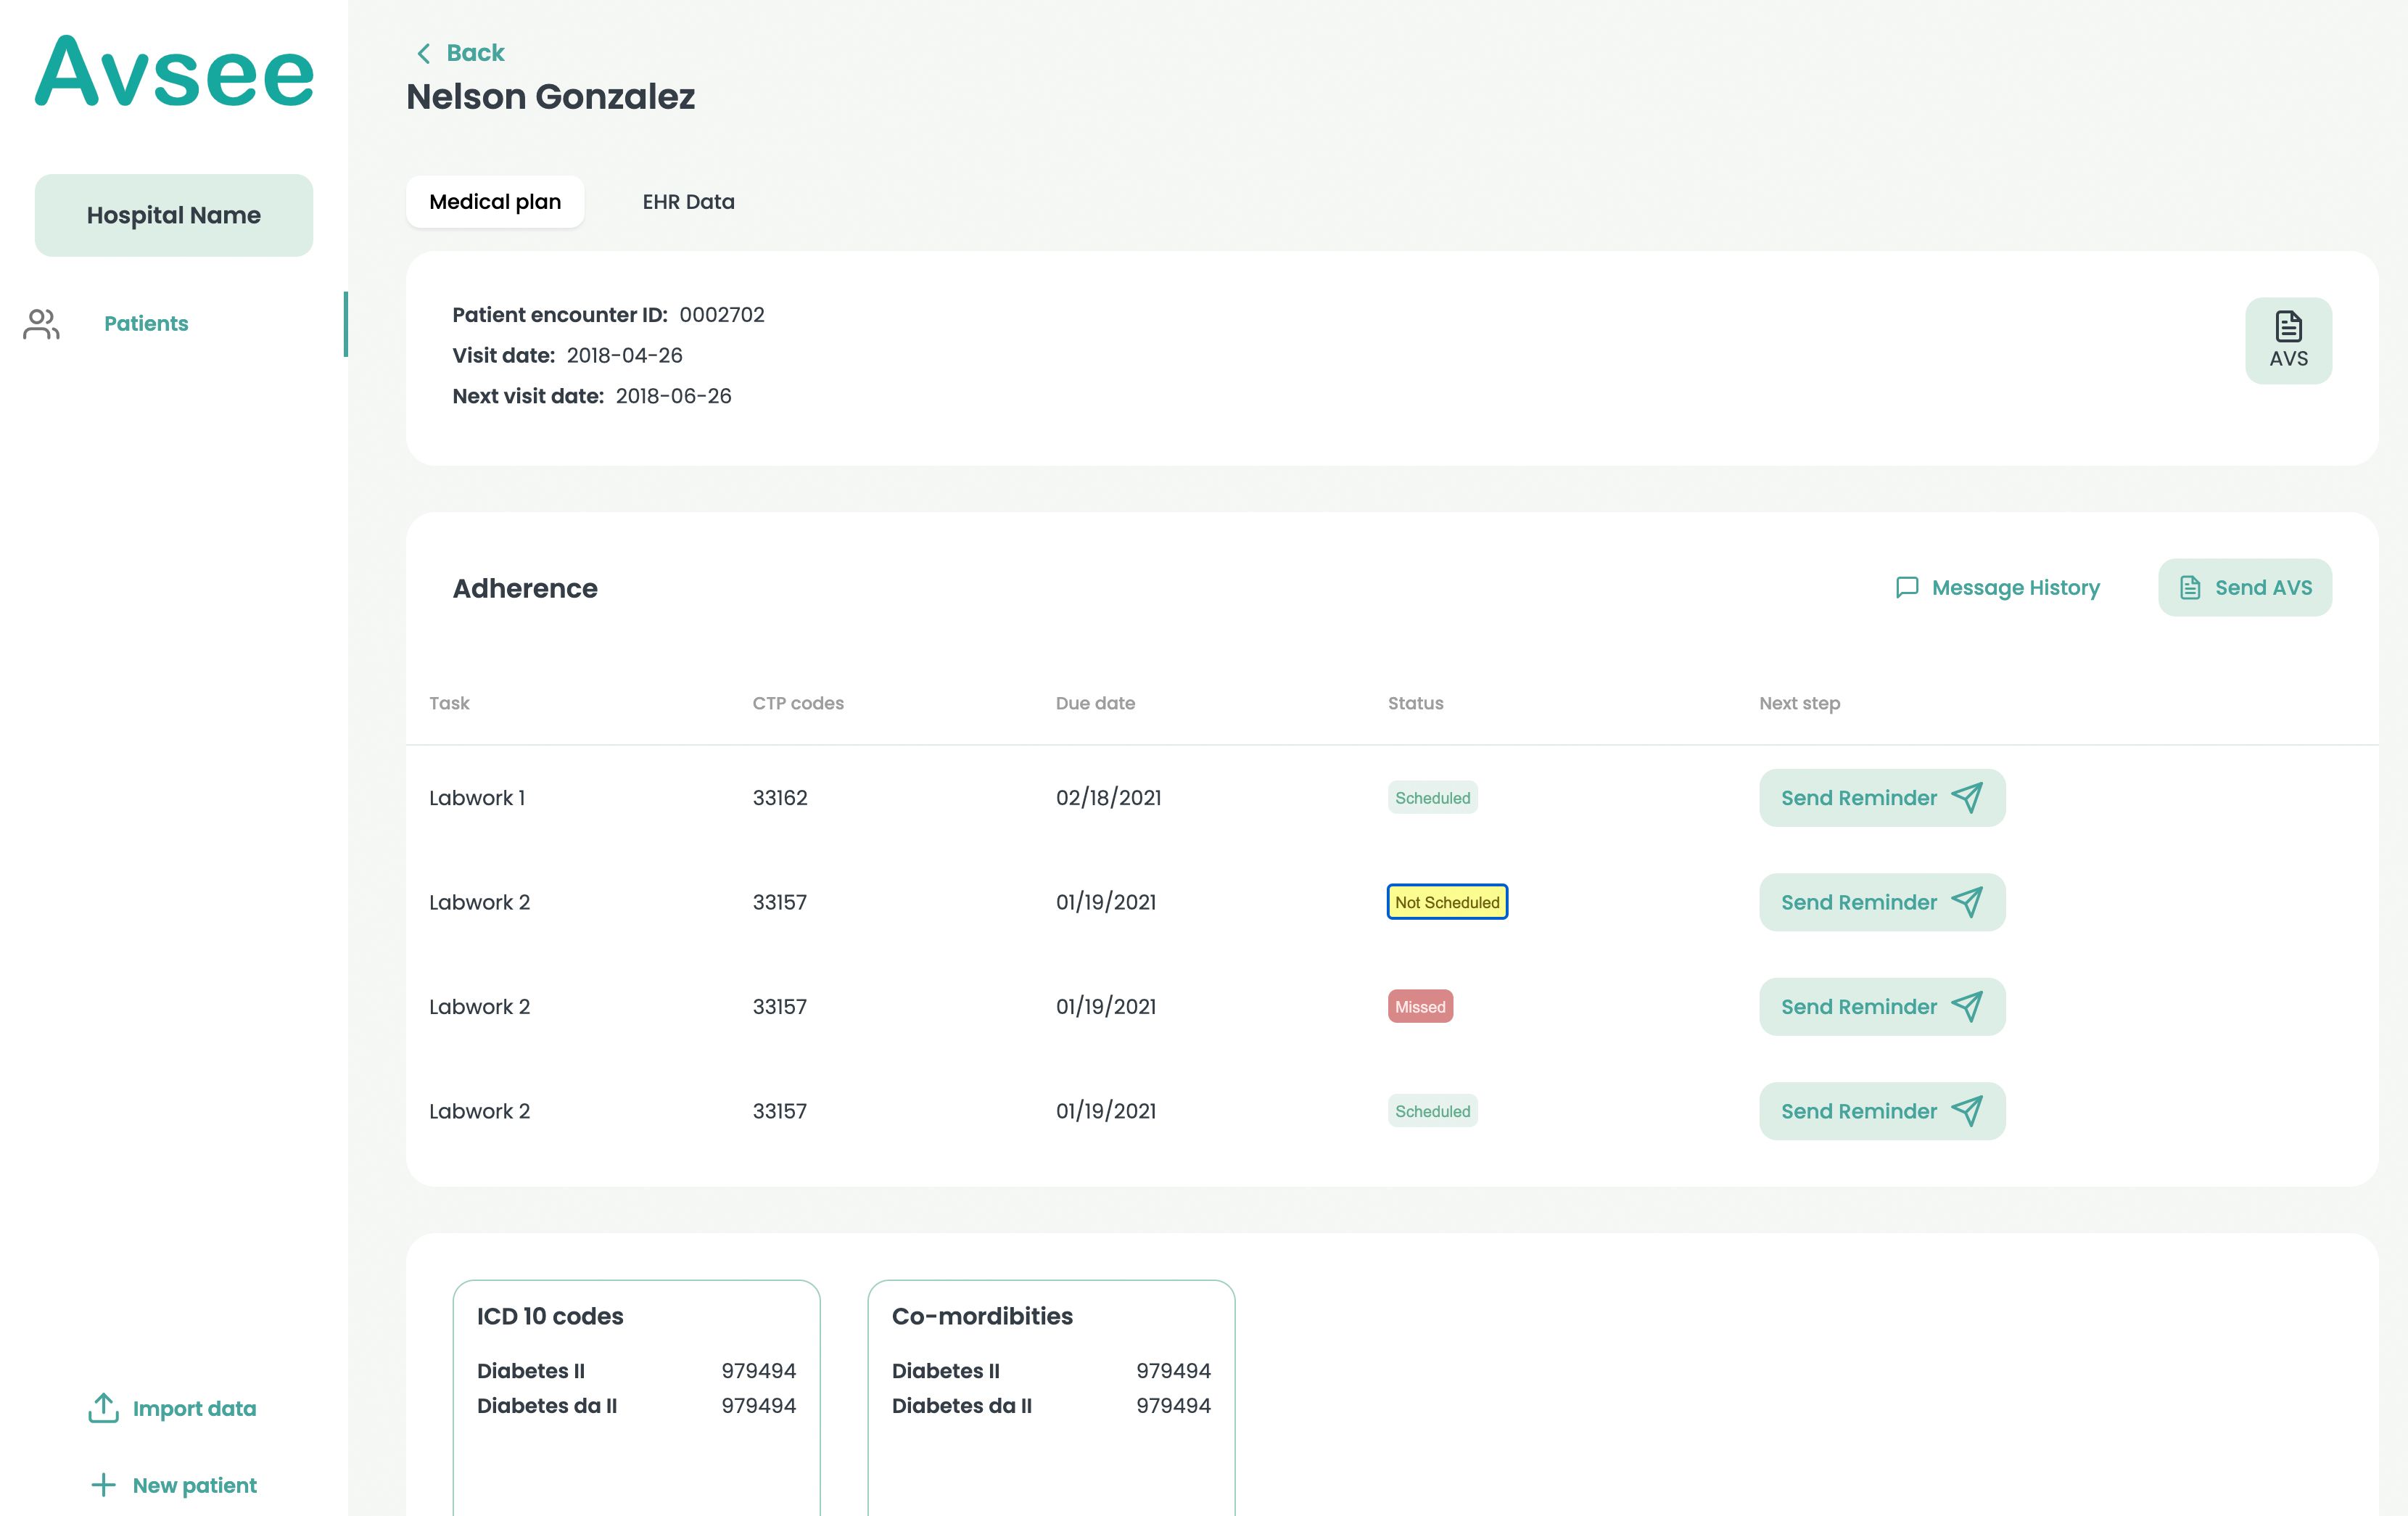 Avsee
Hospital Name
Patients
Import data
New patient
Back
Nelson Gonzalez
Medical plan EHR Data
Patient encounter ID: 0002702
Visit date: 2018-04-26
Next visit date: 2018-06-26
AVS
Adherence Message History Send AVS
Task CTP codes Due date Status Next step
Labwork 1 33162 02/18/2021 Scheduled Send Reminder
Labwork 2 33157 01/19/2021 Not Scheduled Send Reminder
Labwork 2 33157 01/19/2021 Missed Send Reminder
Labwork 2 33157 01/19/2021 Scheduled Send Reminder
ICD 10 codes
Diabetes II 979494
Diabetes da II 979494
Co-mordibities
Diabetes II 979494
Diabetes da II 979494